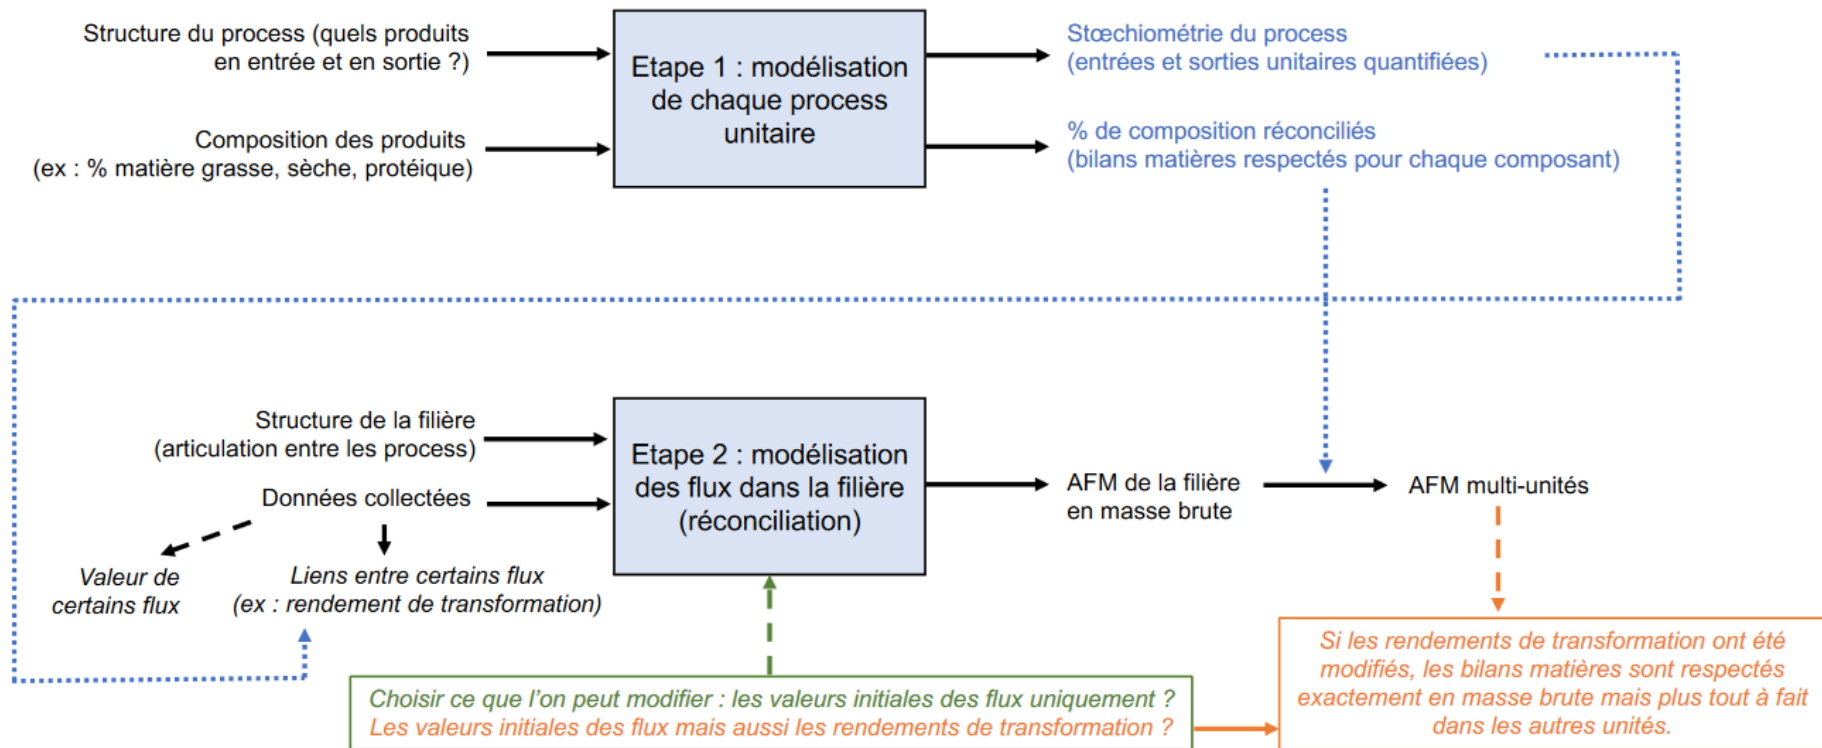 Structure du process (quels produits
en entrée et en sortie ?)
Composition des produits
(ex : % matière grasse, sèche, protéique)
Etape 1 : modélisation
de chaque process
unitaire
Stœchiométrie du process
(entrées et sorties unitaires quantifiées)
% de composition réconciliés
(bilans matières respectés pour chaque composant)
Structure de la filière
(articulation entre les process)
Données collectées
Valeur de
certains flux
Liens entre certains flux
(ex : rendement de transformation)
Etape 2 : modélisation
des flux dans la filière
(réconciliation)
AFM de la filière
en masse brute
AFM multi-unités
Choisir ce que l’on peut modifier : les valeurs initiales des flux uniquement ?
Les valeurs initiales des flux mais aussi les rendements de transformation ?
Si les rendements de transformation ont été
modifiés, les bilans matières sont respectés
exactement en masse brute mais plus tout à fait
dans les autres unités.